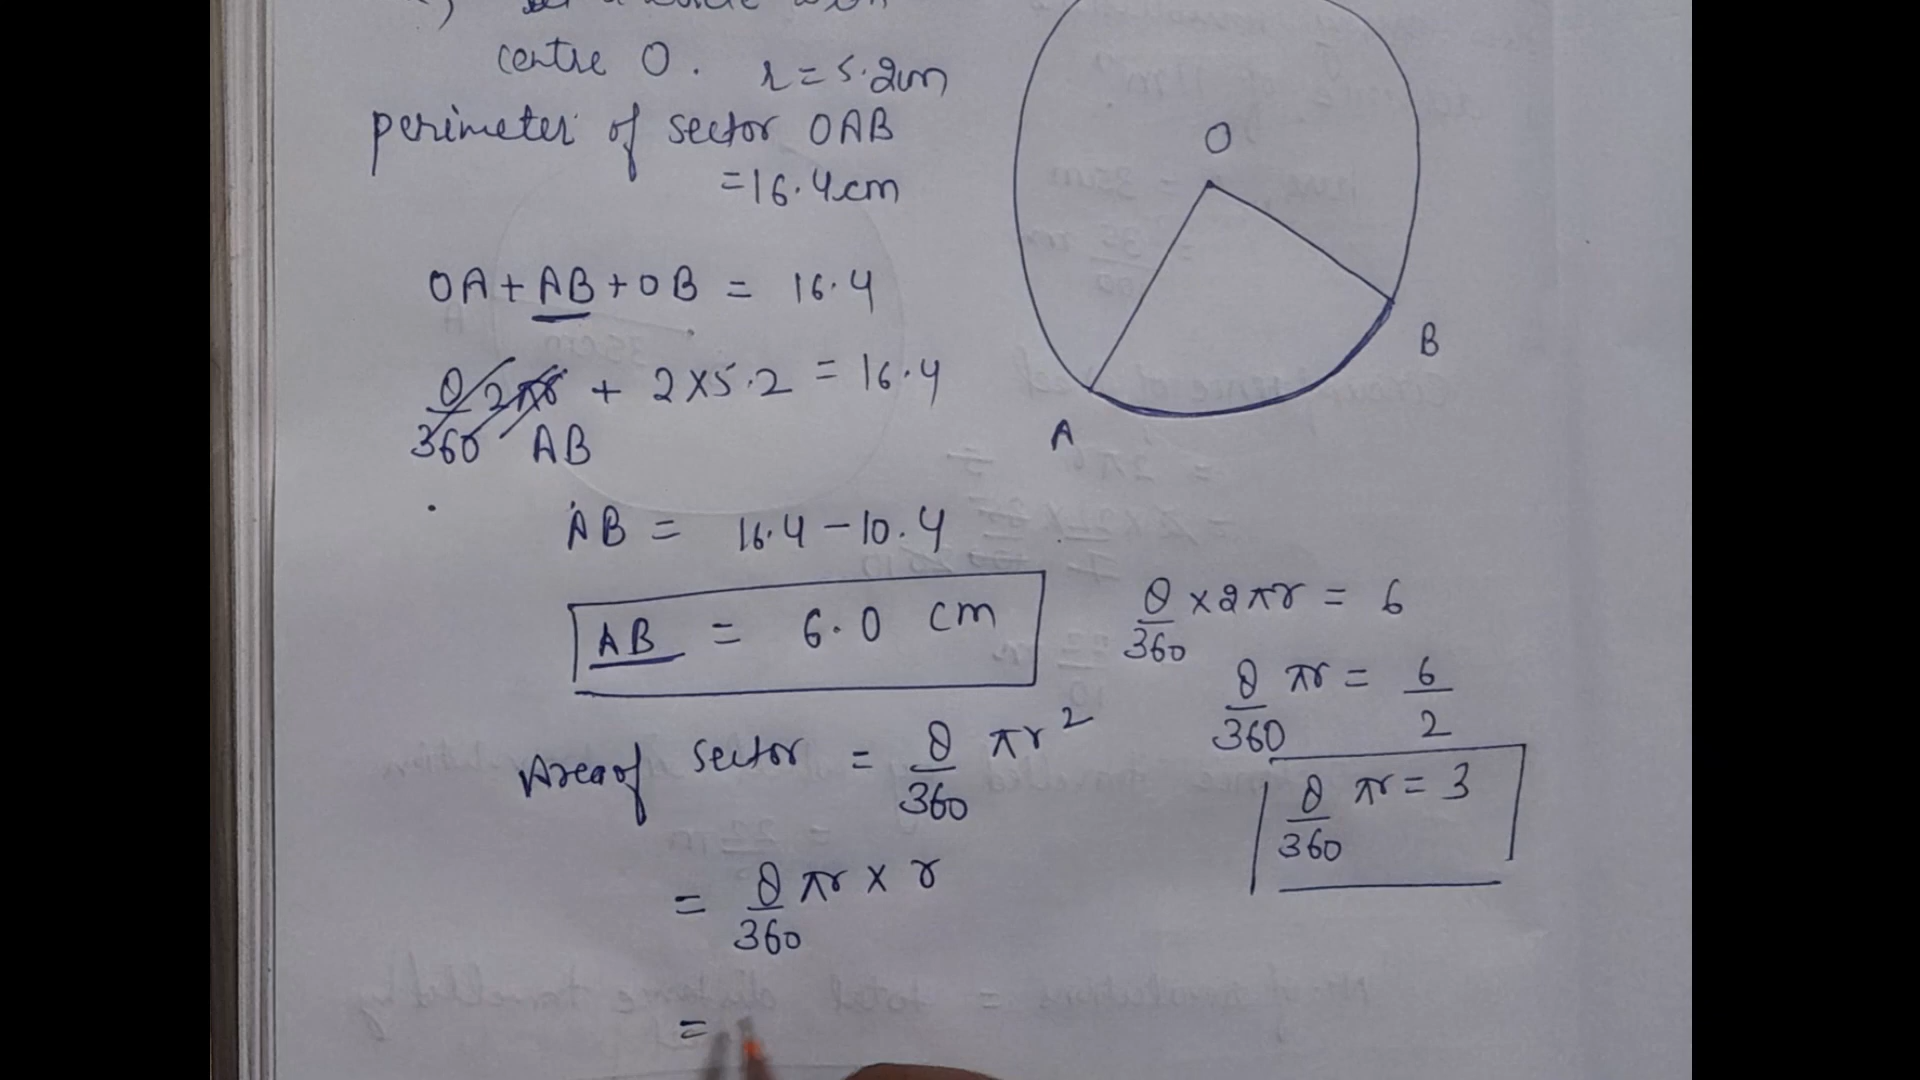 centre O. r = 5.2cm
perimeter of sector OAB
= 16.4cm
OA + AB + OB = 16.4
θ/360 2πr + 2×5.2 = 16.4
AB
AB = 16.4 – 10.4
AB = 6.0 cm
Area of sector = θ/360 πr²
= θ/360 πr × r
=
O
A
B
θ/360 × 2πr = 6
θ/360 πr = 6/2
θ/360 πr = 3